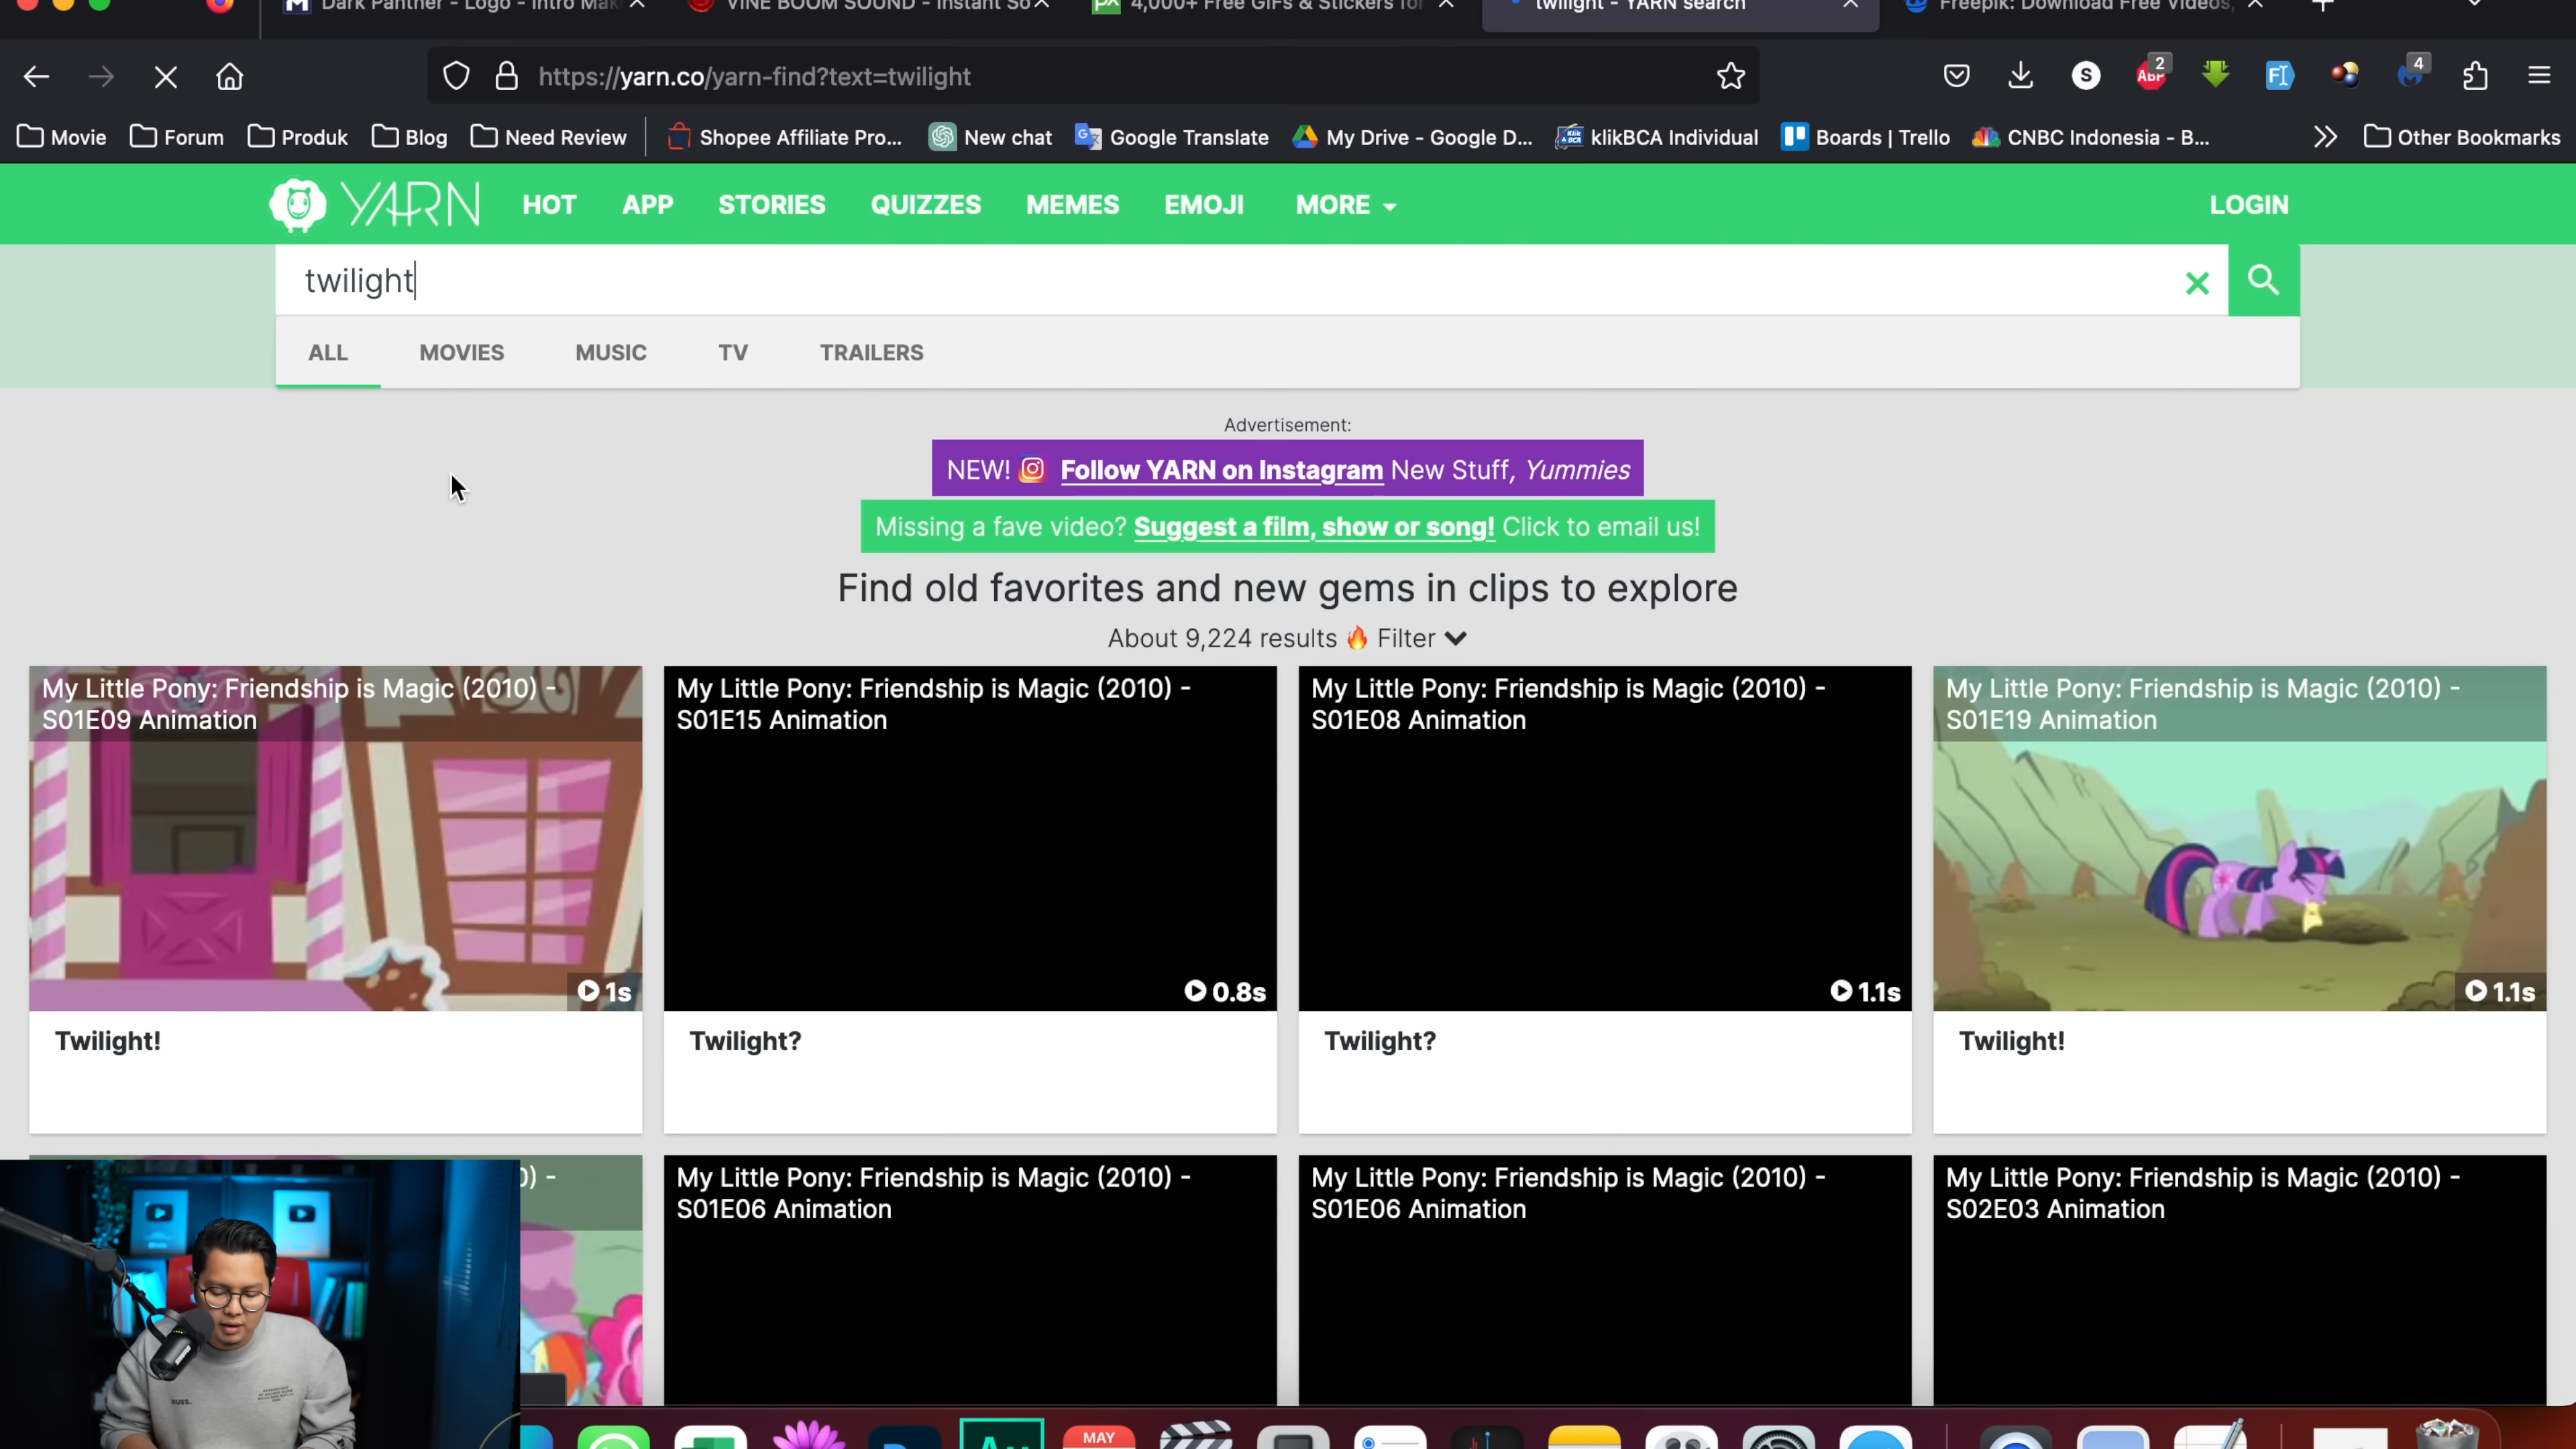 Dark Panther - Logo - Intro Mak
VINE BOOM SOUND - Instant So
4,000+ Free GIFs & Stickers for
twilight - YARN search
Freepik: Download Free Videos,
https://yarn.co/yarn-find?text=twilight
S
ABP
2
FI
4
Movie
Forum
Produk
Blog
Need Review
Shopee Affiliate Pro...
New chat
Google Translate
My Drive - Google D...
klikBCA Individual
Boards | Trello
CNBC Indonesia - B...
Other Bookmarks
YARN
HOT
APP
STORIES
QUIZZES
MEMES
EMOJI
MORE
LOGIN
twilight
ALL
MOVIES
MUSIC
TV
TRAILERS
Advertisement:
NEW! Follow YARN on Instagram New Stuff, Yummies
Missing a fave video? Suggest a film, show or song! Click to email us!
Find old favorites and new gems in clips to explore
About 9,224 results 🔥 Filter
My Little Pony: Friendship is Magic (2010) -
S01E09 Animation
1s
Twilight!
My Little Pony: Friendship is Magic (2010) -
S01E15 Animation
0.8s
Twilight?
My Little Pony: Friendship is Magic (2010) -
S01E08 Animation
1.1s
Twilight?
My Little Pony: Friendship is Magic (2010) -
S01E19 Animation
1.1s
Twilight!
0) -
My Little Pony: Friendship is Magic (2010) -
S01E06 Animation
My Little Pony: Friendship is Magic (2010) -
S01E06 Animation
My Little Pony: Friendship is Magic (2010) -
S02E03 Animation
MAY